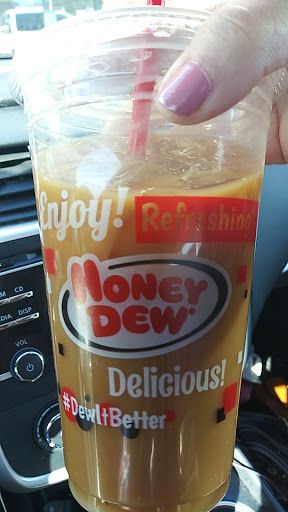 Enjoy! Refreshing
HONEY
DEW
Delicious!
#DewItBetter
CD
DISP
VOL